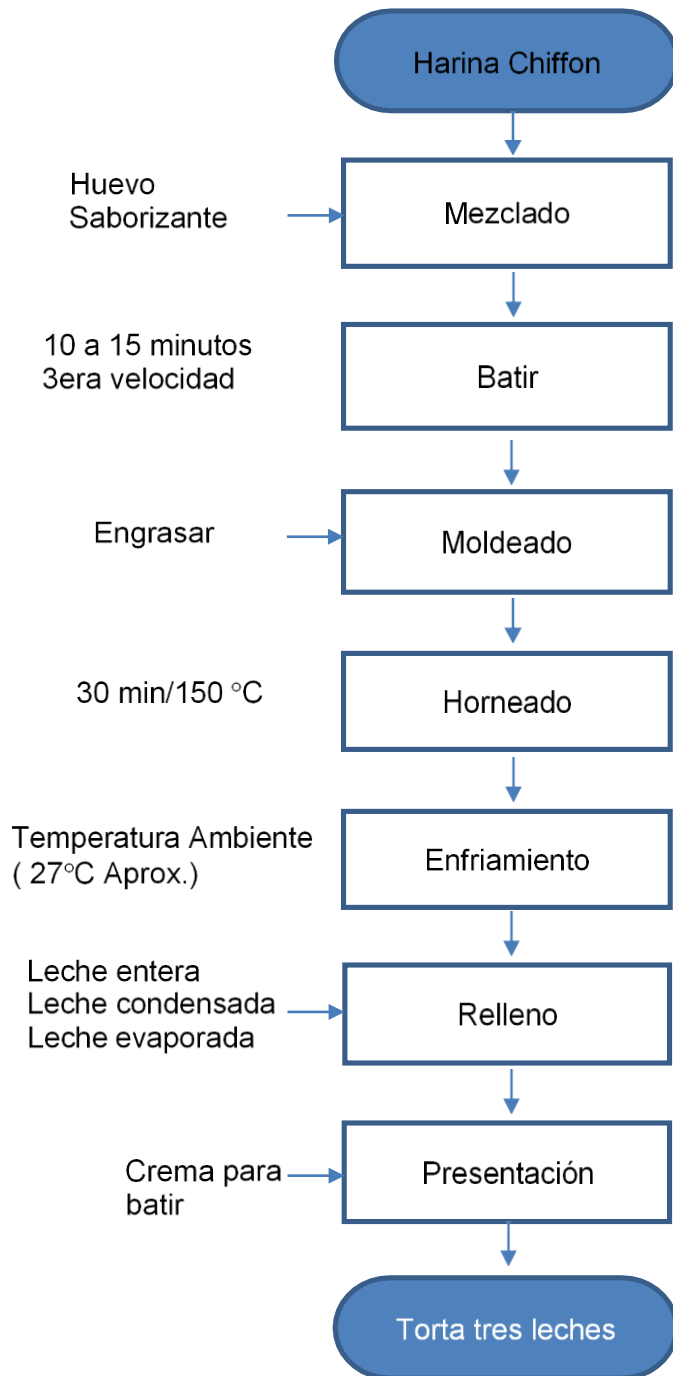 Harina Chiffon
Huevo
Saborizante
Mezclado
10 a 15 minutos
3era velocidad
Batir
Engrasar
Moldeado
30 min/150 °C
Horneado
Temperatura Ambiente
( 27°C Aprox.)
Enfriamiento
Leche entera
Leche condensada
Leche evaporada
Relleno
Crema para
batir
Presentación
Torta tres leches